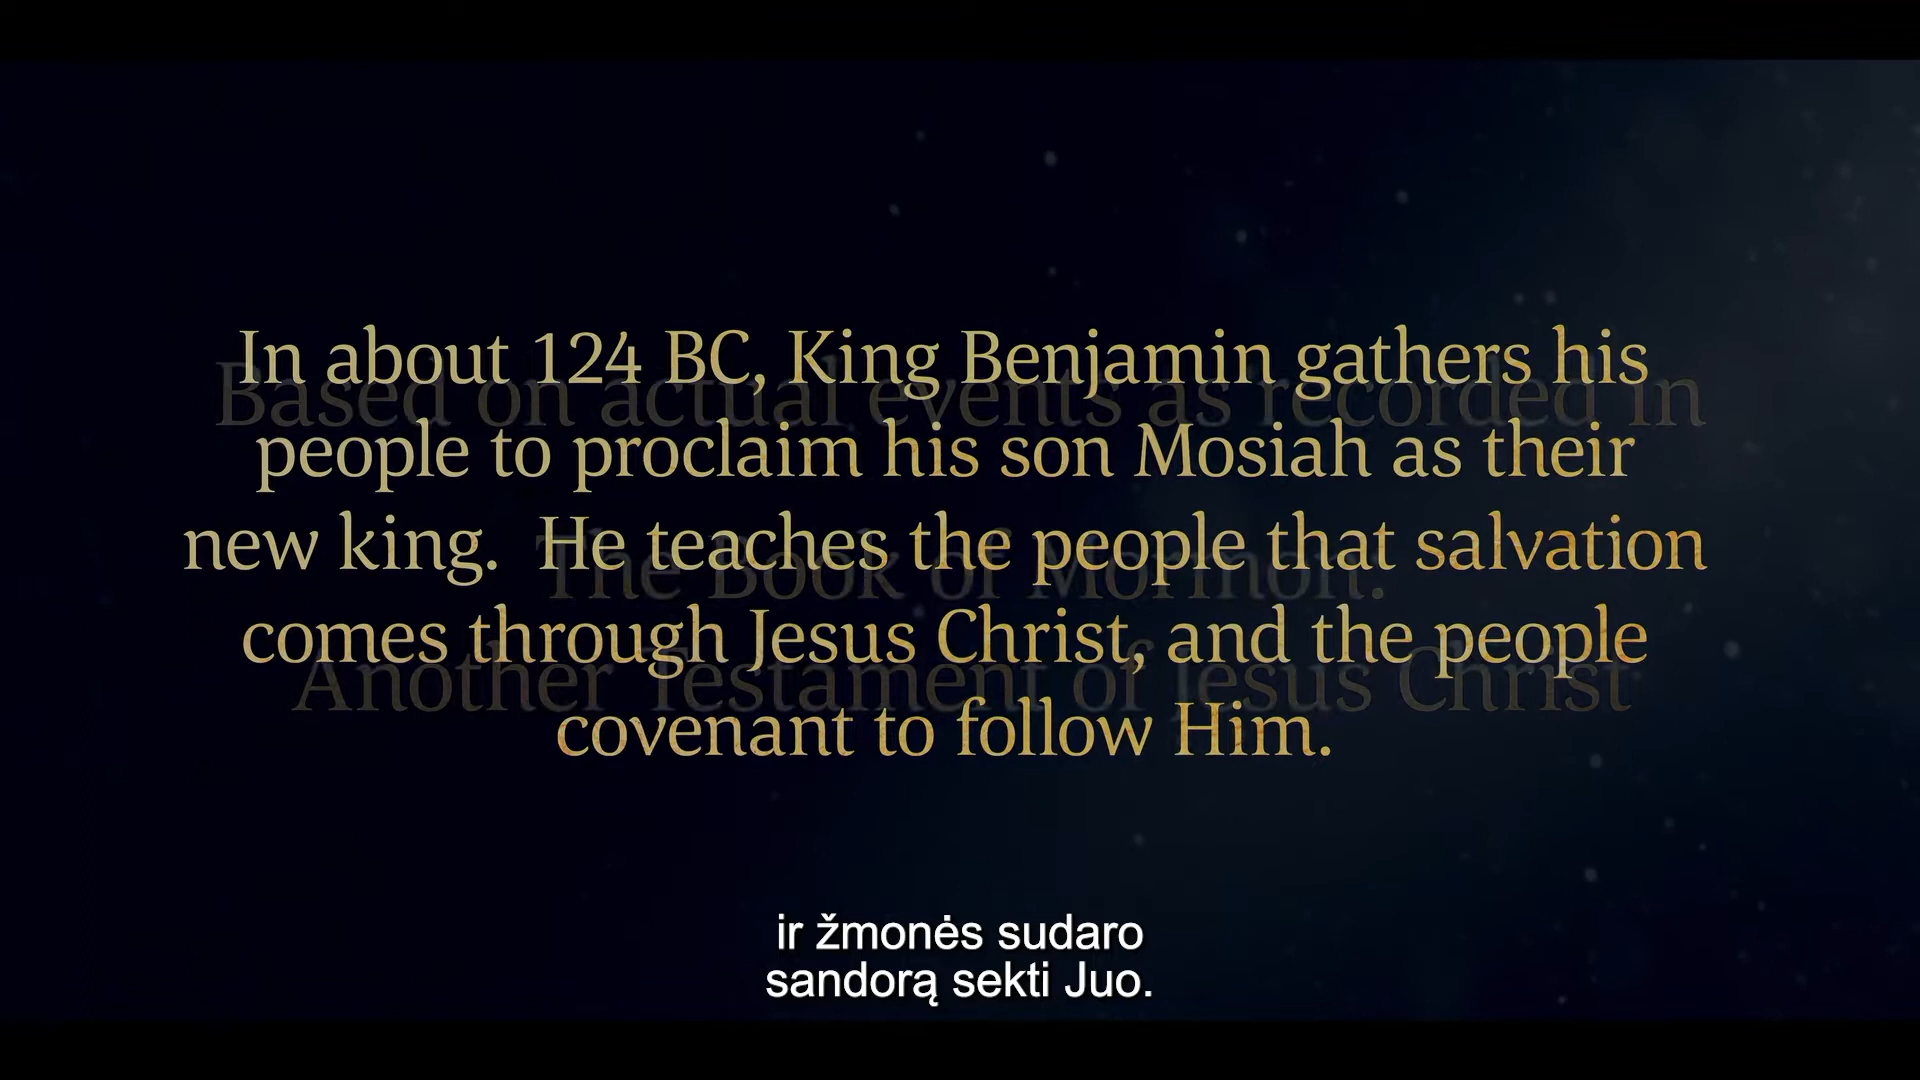 In about 124 BC, King Benjamin gathers his
people to proclaim his son Mosiah as their
new king.  He teaches the people that salvation
comes through Jesus Christ, and the people
covenant to follow Him.
Based on actual events as recorded in
The Book of Mormon:
Another Testament of Jesus Christ
ir žmonės sudaro
sandorą sekti Juo.